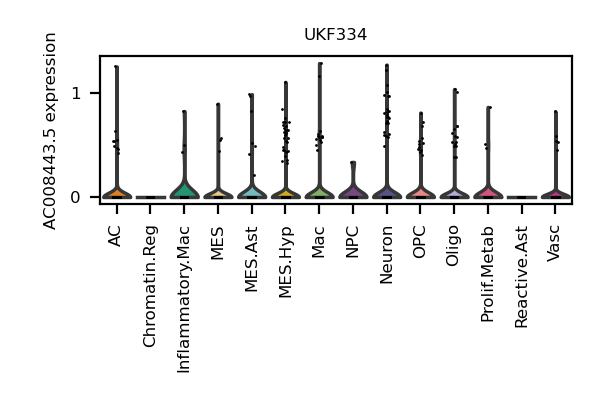 UKF334
AC008443.5 expression
1
0
AC
Chromatin.Reg
Inflammatory.Mac
MES
MES.Ast
MES.Hyp
Mac
NPC
Neuron
OPC
Oligo
Prolif.Metab
Reactive.Ast
Vasc